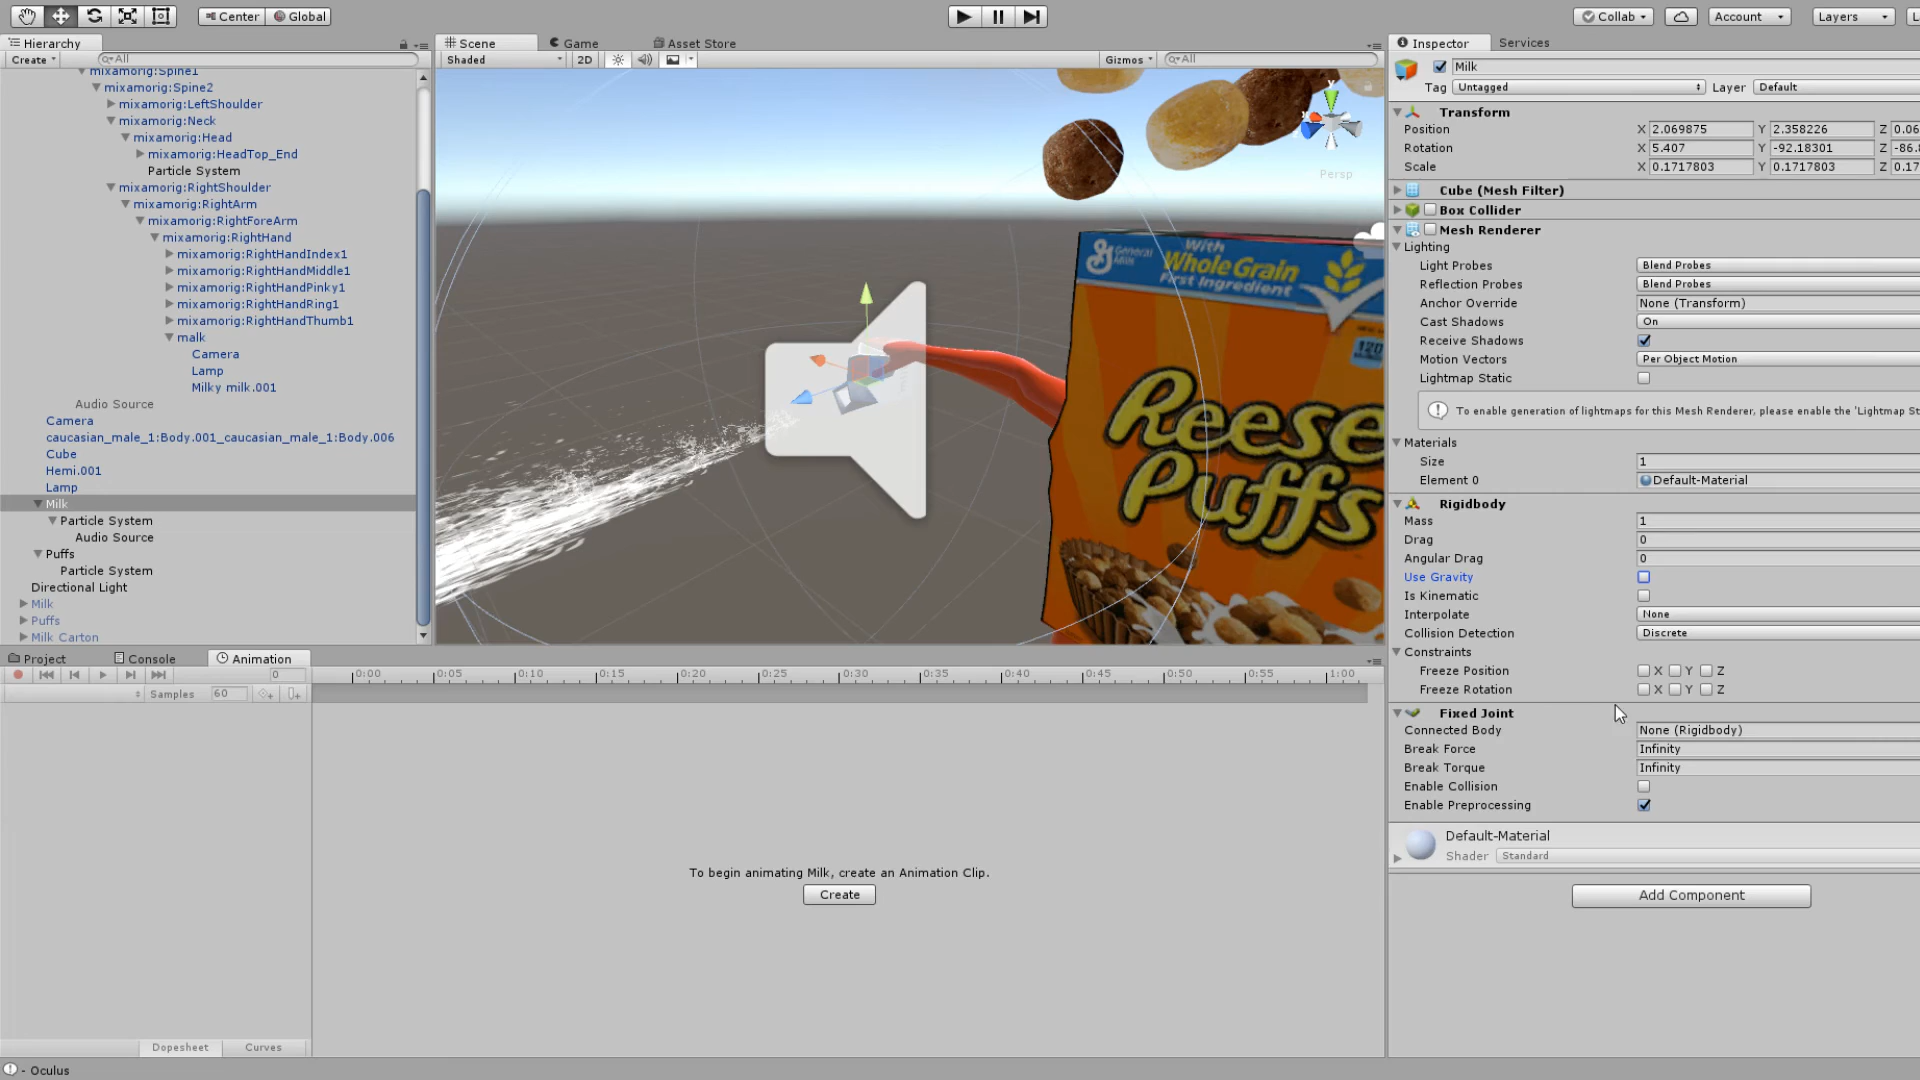 Center Global
Collab Account Layers
Hierarchy
Create All
mixamorig:Spine1
mixamorig:Spine2
mixamorig:LeftShoulder
mixamorig:Neck
mixamorig:Head
mixamorig:HeadTop_End
Particle System
mixamorig:RightShoulder
mixamorig:RightArm
mixamorig:RightForeArm
mixamorig:RightHand
mixamorig:RightHandIndex1
mixamorig:RightHandMiddle1
mixamorig:RightHandPinky1
mixamorig:RightHandRing1
mixamorig:RightHandThumb1
malk
Camera
Lamp
Milky milk.001
Audio Source
Camera
caucasian_male_1:Body.001_caucasian_male_1:Body.006
Cube
Hemi.001
Lamp
Milk
Particle System
Audio Source
Puffs
Particle System
Directional Light
Milk
Puffs
Milk Carton
Scene Game Asset Store
Shaded 2D Gizmos All
y
Persp
General Mills
With
Whole Grain
First Ingredient
120
Reese
Puffs
Inspector Services
Milk
Tag Untagged Layer Default
Transform
Position X 2.069875 Y 2.358226 Z 0.06
Rotation X 5.407 Y -92.18301 Z -86.
Scale X 0.1717803 Y 0.1717803 Z 0.17
Cube (Mesh Filter)
Box Collider
Mesh Renderer
Lighting
Light Probes Blend Probes
Reflection Probes Blend Probes
Anchor Override None (Transform)
Cast Shadows On
Receive Shadows
Motion Vectors Per Object Motion
Lightmap Static
To enable generation of lightmaps for this Mesh Renderer, please enable the 'Lightmap St
Materials
Size 1
Element 0 Default-Material
Rigidbody
Mass 1
Drag 0
Angular Drag 0
Use Gravity
Is Kinematic
Interpolate None
Collision Detection Discrete
Constraints
Freeze Position X Y Z
Freeze Rotation X Y Z
Fixed Joint
Connected Body None (Rigidbody)
Break Force Infinity
Break Torque Infinity
Enable Collision
Enable Preprocessing
Default-Material
Shader Standard
Add Component
Project Console Animation
0 0:00 0:05 0:10 0:15 0:20 0:25 0:30 0:35 0:40 0:45 0:50 0:55 1:00
Samples 60
To begin animating Milk, create an Animation Clip.
Create
Dopesheet Curves
- Oculus